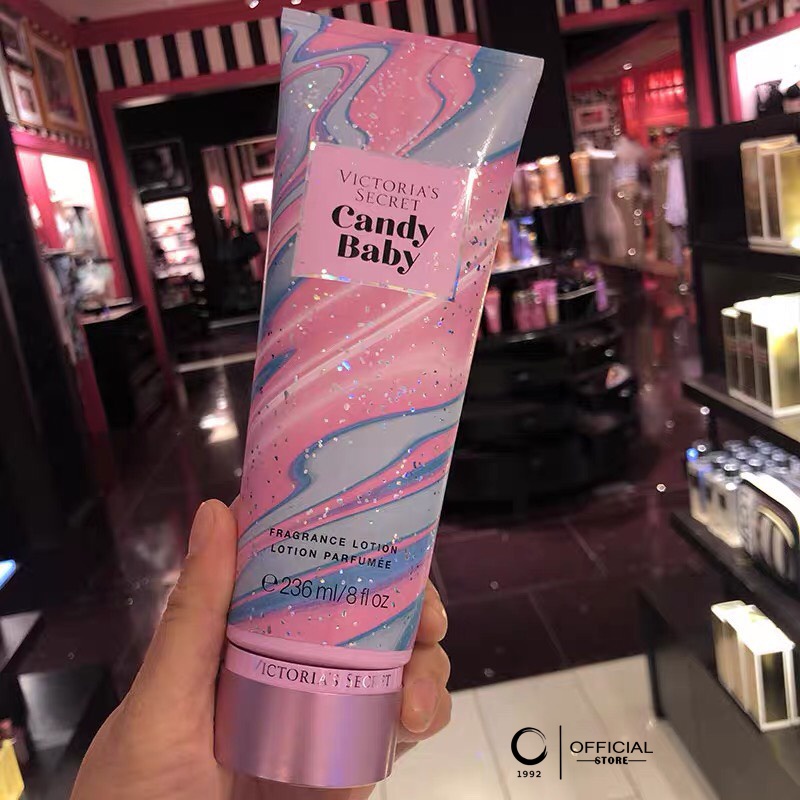 VICTORIA'S
SECRET
Candy
Baby
FRAGRANCE LOTION
LOTION PARFUMÉE
℮ 236 ml/8 fl oz
VICTORIA'S SECRET
1992
OFFICIAL
STORE